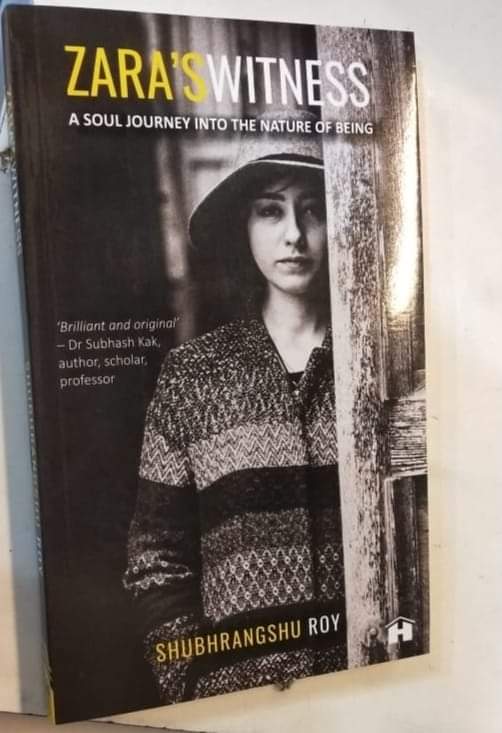 ZARA'S WITNESS
A SOUL JOURNEY INTO THE NATURE OF BEING
'Brilliant and original'
– Dr Subhash Kak,
author, scholar,
professor
SHUBHRANGSHU ROY
H